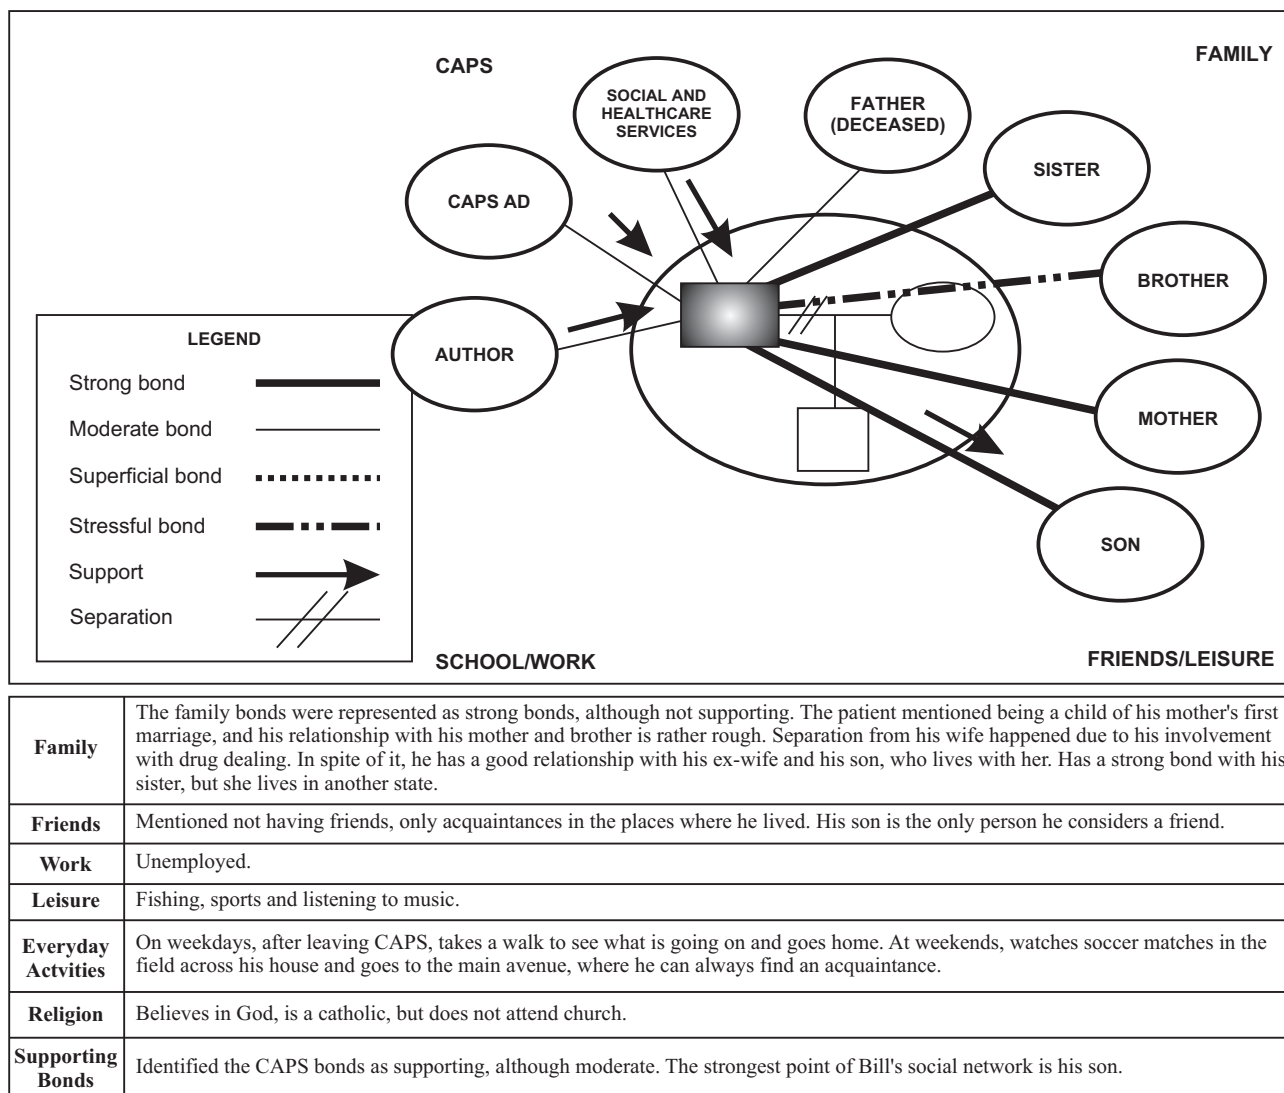 CAPS
FAMILY
SOCIAL AND
HEALTHCARE
SERVICES
FATHER
(DECEASED)
SISTER
CAPS AD
BROTHER
AUTHOR
MOTHER
SON
LEGEND
Strong bond
Moderate bond
Superficial bond
Stressful bond
Support
Separation
SCHOOL/WORK
FRIENDS/LEISURE
Family
The family bonds were represented as strong bonds, although not supporting. The patient mentioned being a child of his mother's first
marriage, and his relationship with his mother and brother is rather rough. Separation from his wife happened due to his involvement
with drug dealing. In spite of it, he has a good relationship with his ex-wife and his son, who lives with her. Has a strong bond with his
sister, but she lives in another state.
Friends
Mentioned not having friends, only acquaintances in the places where he lived. His son is the only person he considers a friend.
Work
Unemployed.
Leisure
Fishing, sports and listening to music.
Everyday
Actvities
On weekdays, after leaving CAPS, takes a walk to see what is going on and goes home. At weekends, watches soccer matches in the
field across his house and goes to the main avenue, where he can always find an acquaintance.
Religion
Believes in God, is a catholic, but does not attend church.
Supporting
Bonds
Identified the CAPS bonds as supporting, although moderate. The strongest point of Bill's social network is his son.